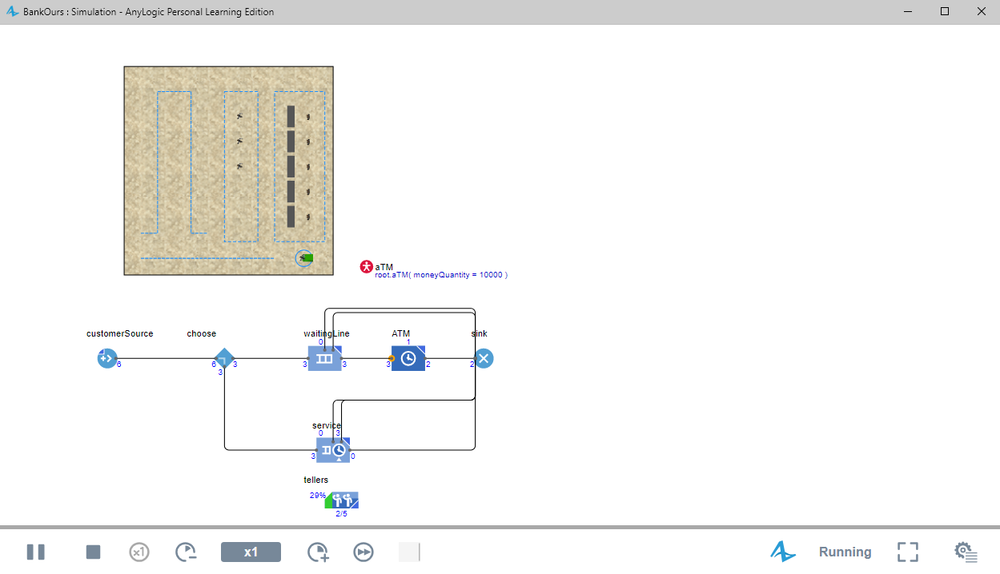 BankOurs : Simulation - AnyLogic Personal Learning Edition
aTM
root.aTM( moneyQuantity = 10000 )
customerSource
choose
waitingLine
ATM
sink
0
1
6
6
3
3
3
3
2
2
3
service
0
3
3
0
tellers
29%
2/5
x1
x1
Running